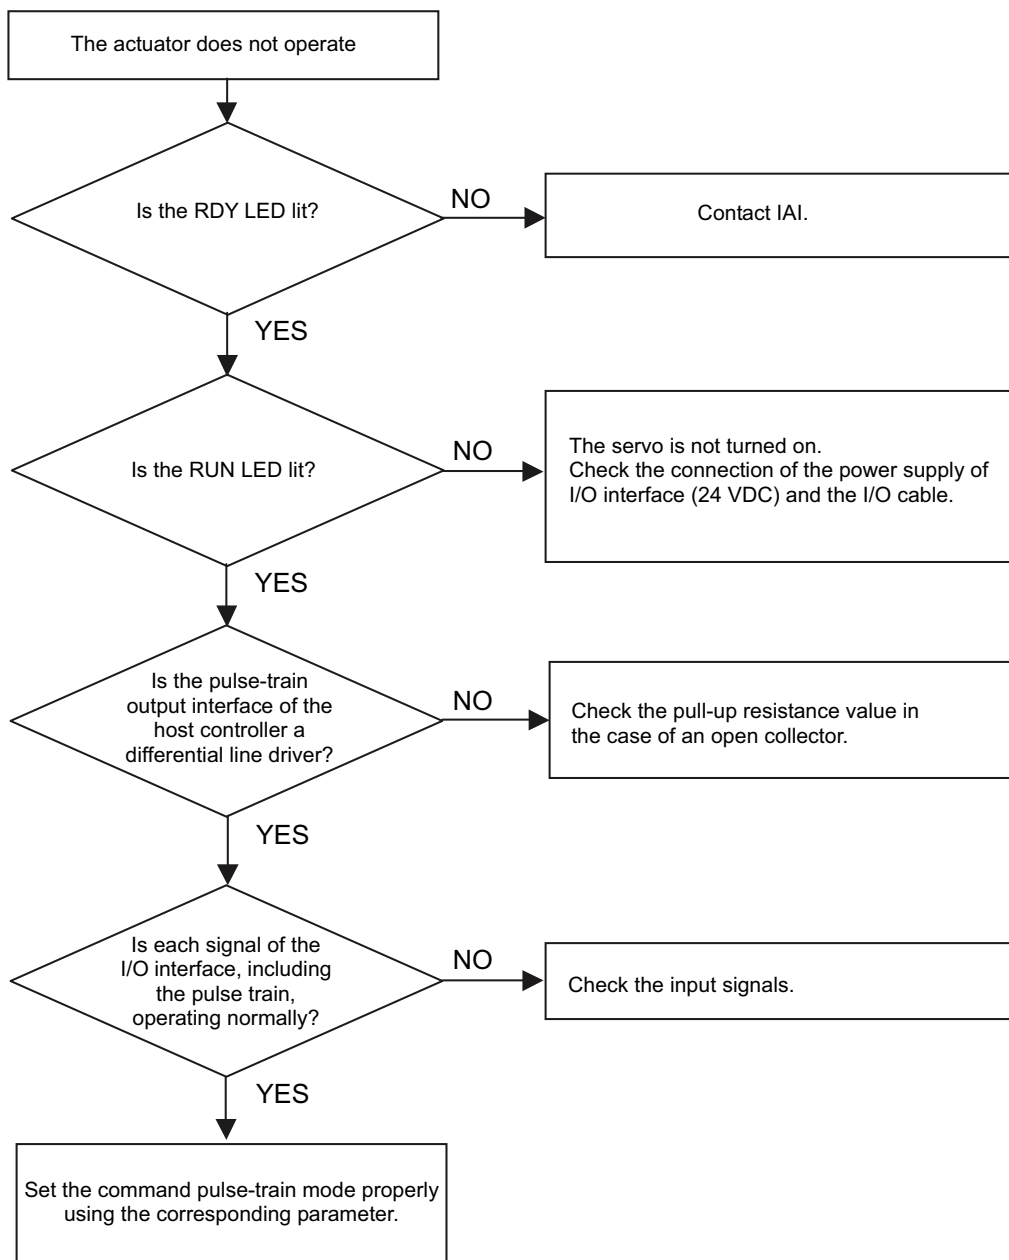 The actuator does not operate
Is the RDY LED lit?
NO
Contact IAI.
YES
Is the RUN LED lit?
NO
The servo is not turned on.
Check the connection of the power supply of
I/O interface (24 VDC) and the I/O cable.
YES
Is the pulse-train
output interface of the
host controller a
differential line driver?
NO
Check the pull-up resistance value in
the case of an open collector.
YES
Is each signal of the
I/O interface, including
the pulse train,
operating normally?
NO
Check the input signals.
YES
Set the command pulse-train mode properly
using the corresponding parameter.